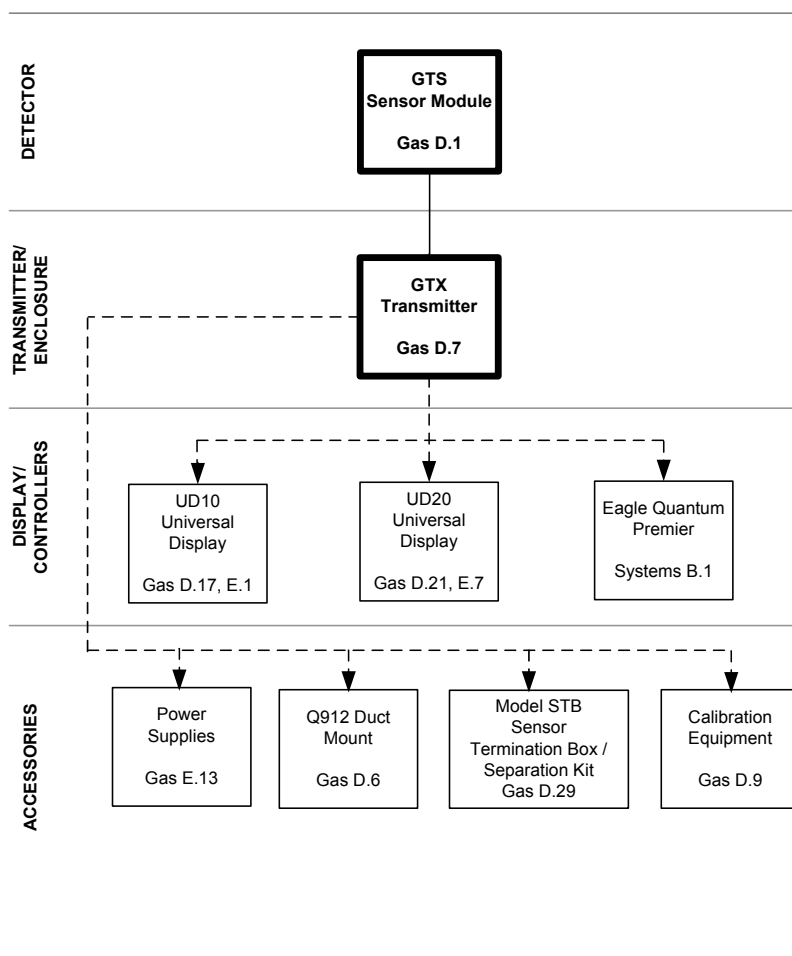 DETECTOR
GTS
Sensor Module
Gas D.1
TRANSMITTER/
ENCLOSURE
GTX
Transmitter
Gas D.7
DISPLAY/
CONTROLLERS
UD10
Universal
Display
Gas D.17, E.1
UD20
Universal
Display
Gas D.21, E.7
Eagle Quantum
Premier
Systems B.1
ACCESSORIES
Power
Supplies
Gas E.13
Q912 Duct
Mount
Gas D.6
Model STB
Sensor
Termination Box /
Separation Kit
Gas D.29
Calibration
Equipment
Gas D.9